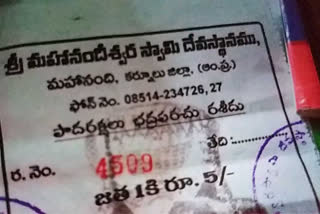 శ్రీ మహానందీశ్వర స్వామి దేవస్థానము,
మహానంది, కర్నూలు జిల్లా. (ఆం.ప్ర)
ఫోన్ నెం. 08514-234726, 27
పాదరక్షలు భద్రపరచు రశీదు
ర. నెం. 4509 తేది:...............
జత 1కి రూ. 5/-